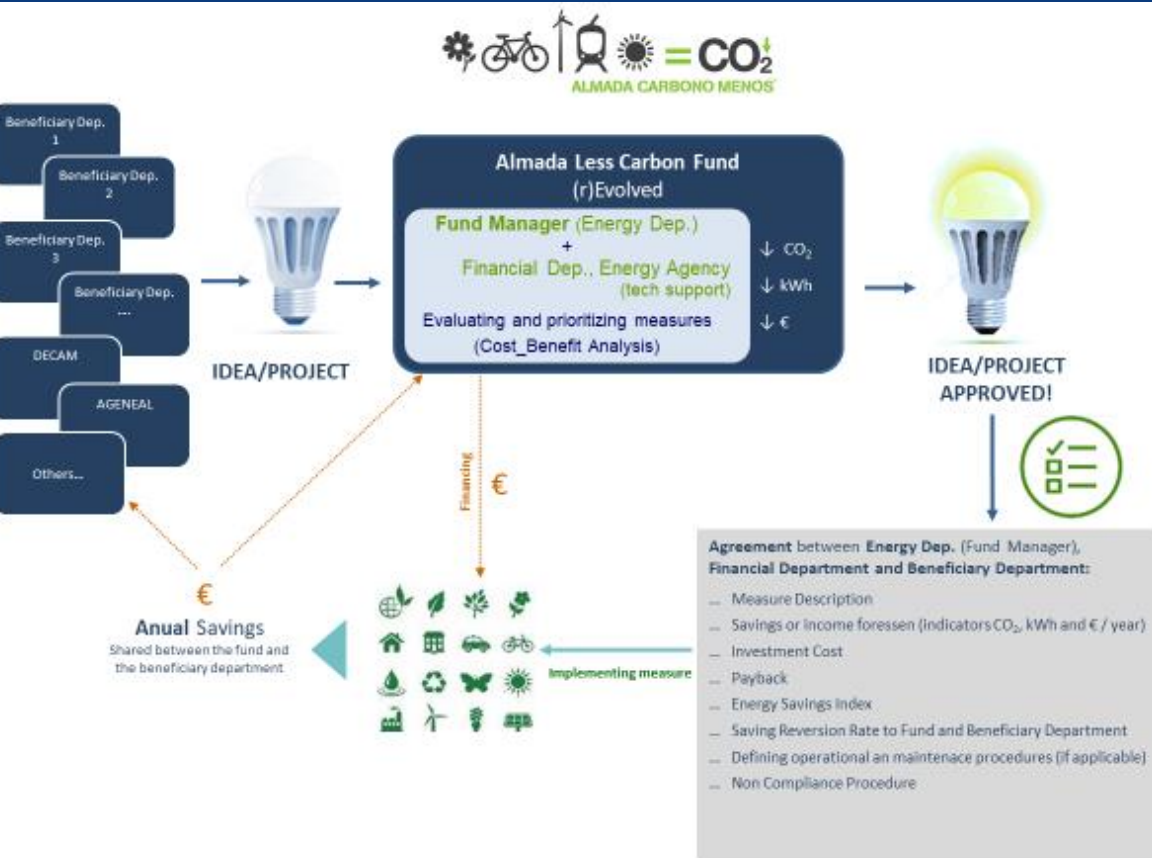 = CO₂
ALMADA CARBONO MENOS
Beneficiary Dep.
1
Beneficiary Dep.
2
Beneficiary Dep.
3
Beneficiary Dep.
....
DECAM
AGENEAL
Others...
IDEA/PROJECT
Almada Less Carbon Fund
(r)Evolved
Fund Manager (Energy Dep.)
+
Financial Dep., Energy Agency
(tech support)
Evaluating and prioritizing measures
(Cost_Benefit Analysis)
↓ CO₂
↓ kWh
↓ €
IDEA/PROJECT
APPROVED!
Financing
€
€
Anual Savings
Shared between the fund and
the beneficiary department
Implementing measure
Agreement between Energy Dep. (Fund Manager),
Financial Department and Beneficiary Department:
... Measure Description
... Savings or income foressen (indicators CO₂, kWh and € / year)
... Investment Cost
... Payback
... Energy Savings Index
... Saving Reversion Rate to Fund and Beneficiary Department
... Defining operational an maintenace procedures (if applicable)
... Non Compliance Procedure